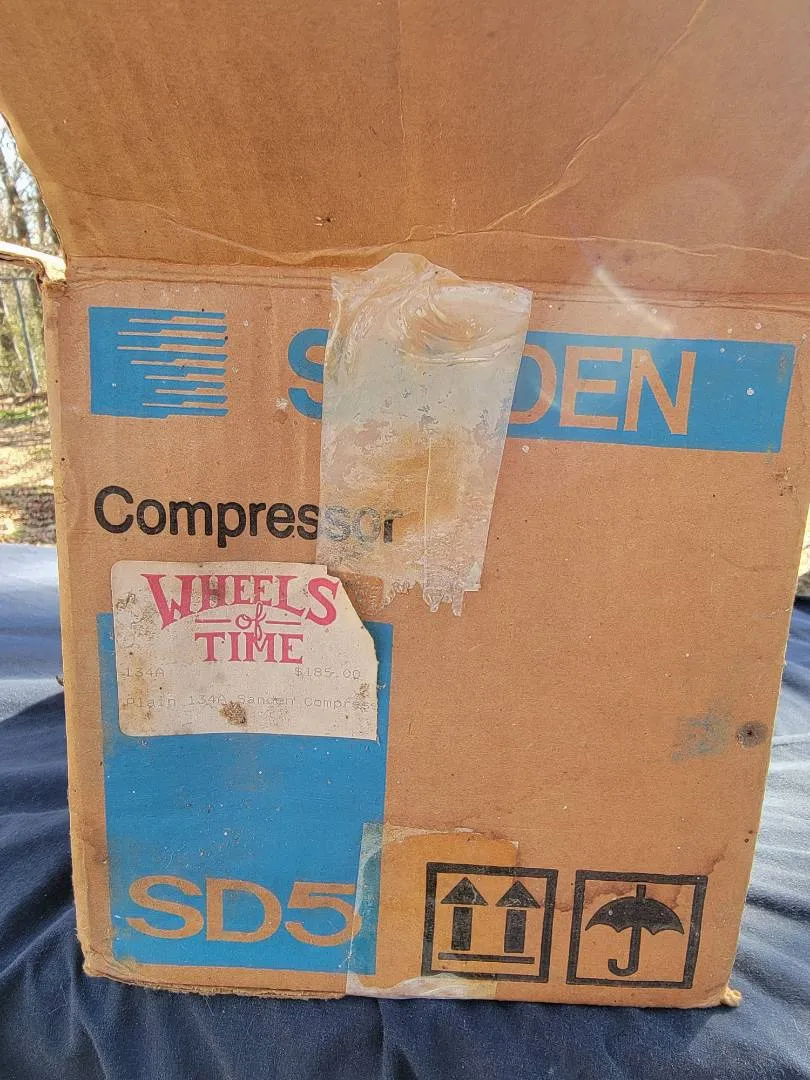 SANDEN
Compressor
WHEELS
of
TIME
134A $185.00
Plain 134A Sanden Compress
SD5